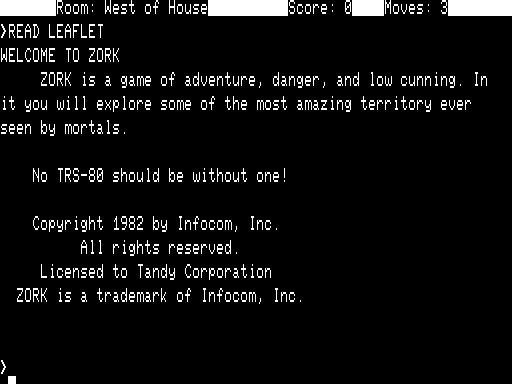 Room: West of House Score: 0 Moves: 3
>READ LEAFLET
WELCOME TO ZORK
ZORK is a game of adventure, danger, and low cunning. In
it you will explore some of the most amazing territory ever
seen by mortals.
No TRS-80 should be without one!
Copyright 1982 by Infocom, Inc.
All rights reserved.
Licensed to Tandy Corporation
ZORK is a trademark of Infocom, Inc.
>